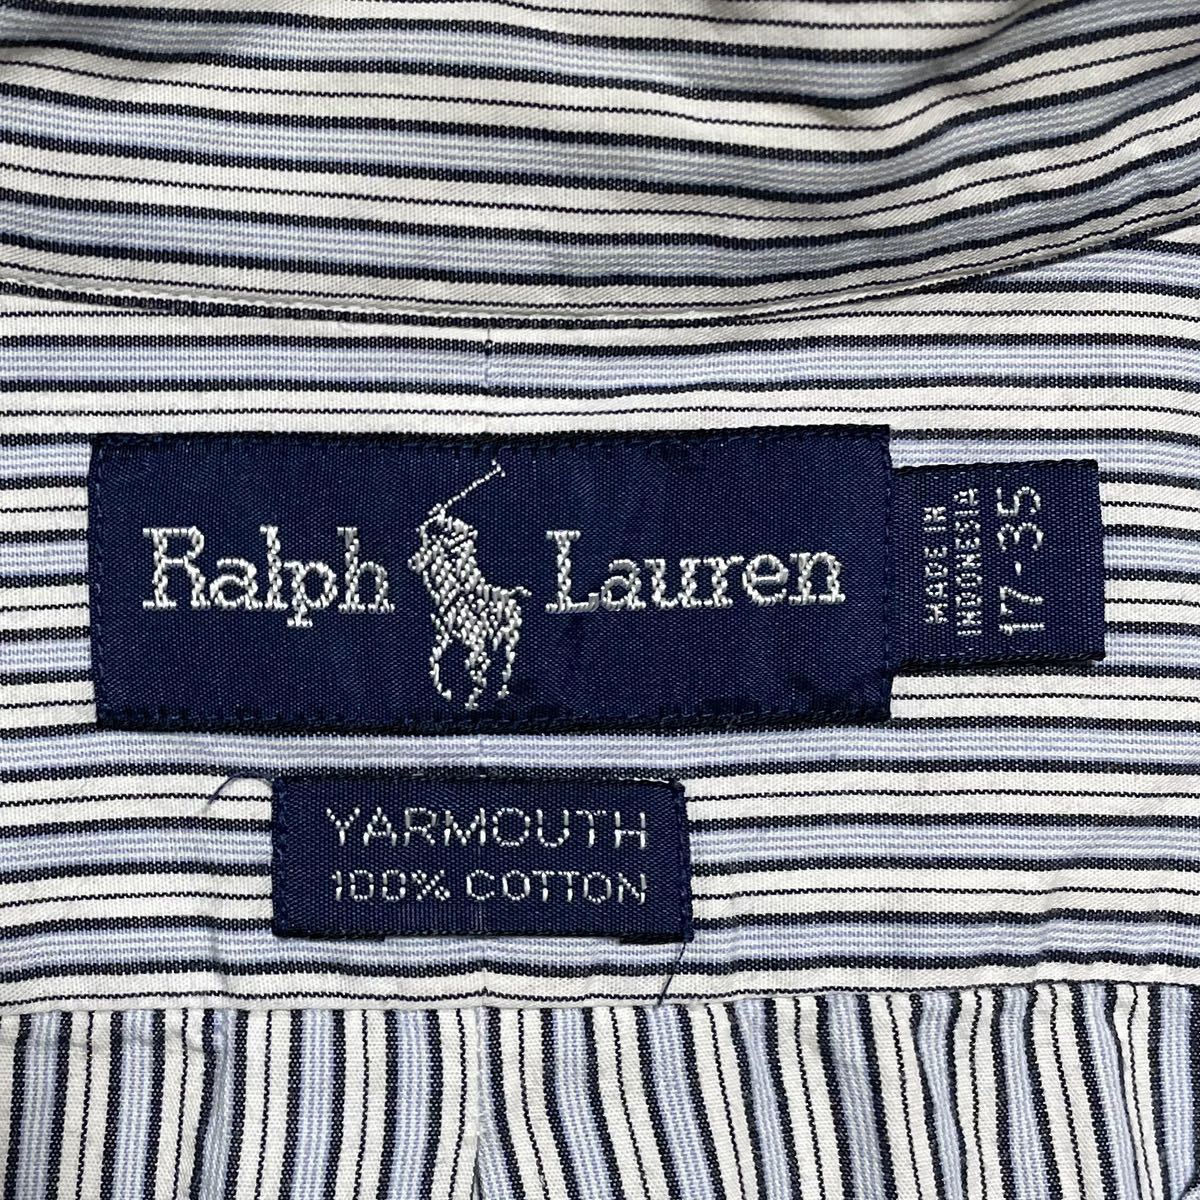 Ralph Lauren
MADE IN
INDONESIA
17-35
YARMOUTH
100% COTTON